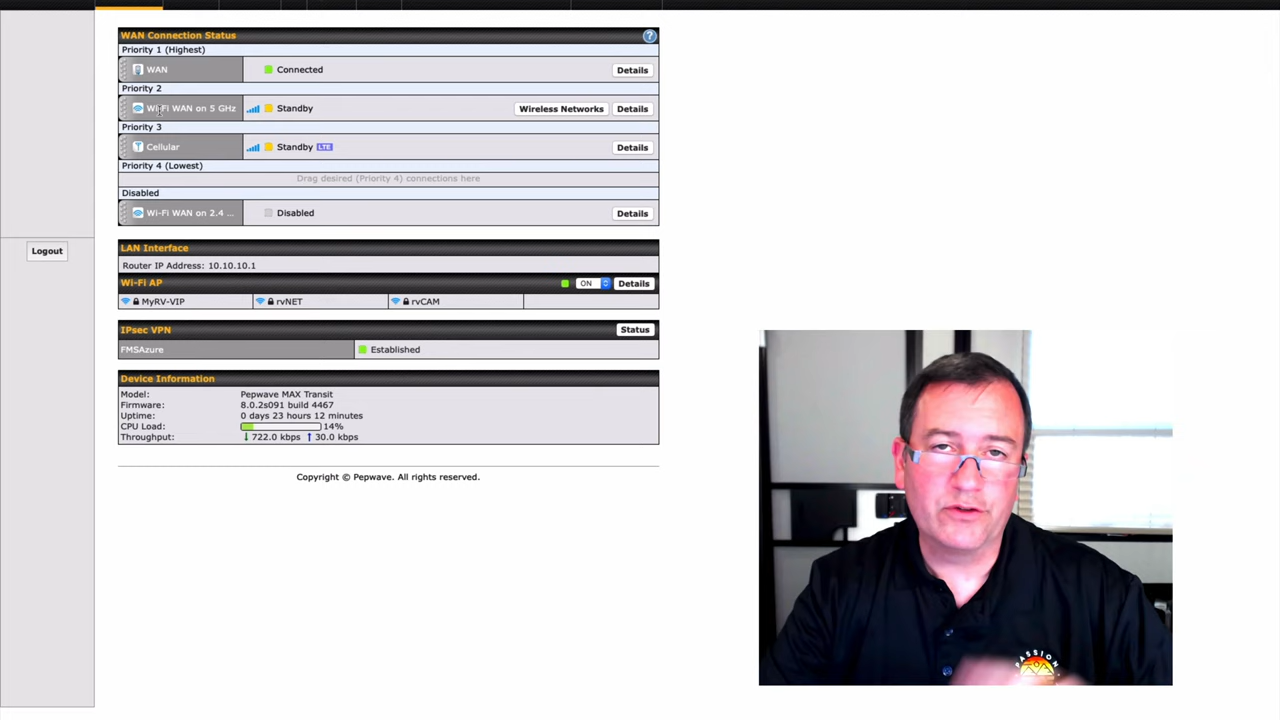 WAN Connection Status
Priority 1 (Highest)
WAN Connected Details
Priority 2
Wi-Fi WAN on 5 GHz Standby Wireless Networks Details
Priority 3
Cellular Standby LTE Details
Priority 4 (Lowest)
Drag desired (Priority 4) connections here
Disabled
Wi-Fi WAN on 2.4 ... Disabled Details
Logout
LAN Interface
Router IP Address: 10.10.10.1
Wi-Fi AP ON Details
MyRV-VIP rvNET rvCAM
IPsec VPN Status
FMSAzure Established
Device Information
Model: Pepwave MAX Transit
Firmware: 8.0.2s091 build 4467
Uptime: 0 days 23 hours 12 minutes
CPU Load: 14%
Throughput: 722.0 kbps 30.0 kbps
Copyright © Pepwave. All rights reserved.
PASSION